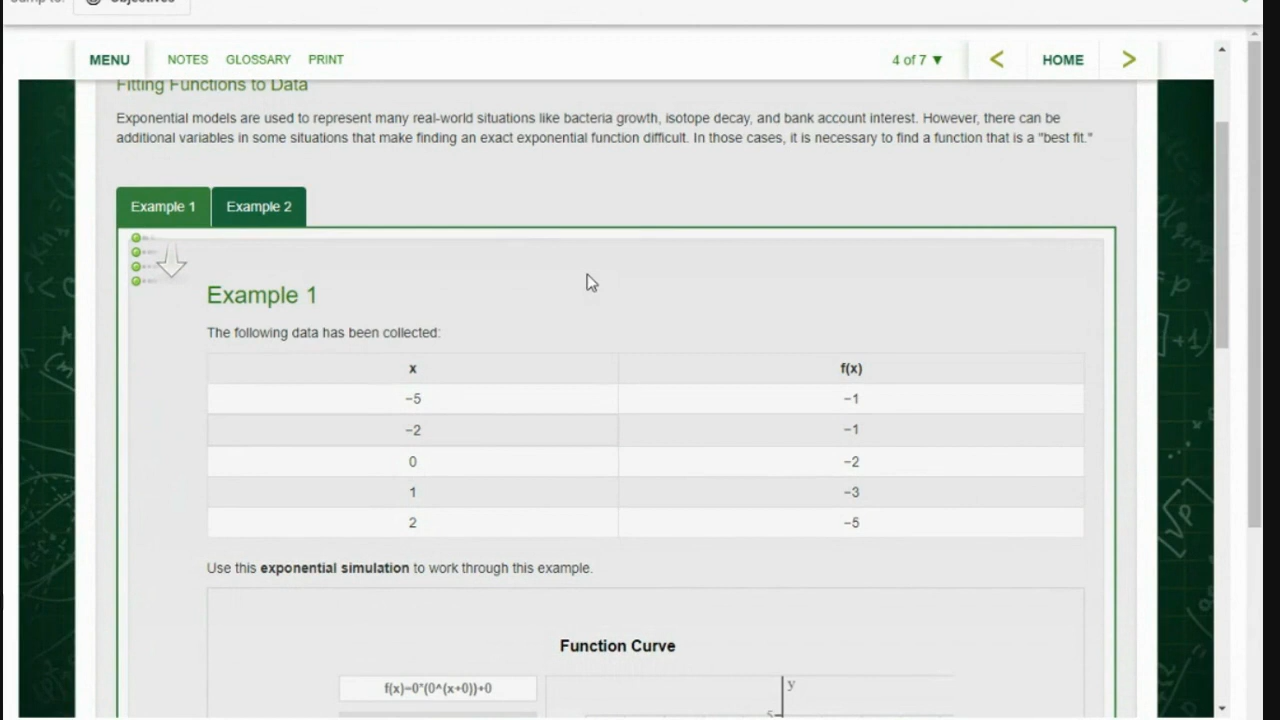 Jump to: Objectives
MENU NOTES GLOSSARY PRINT 4 of 7 ▼ < HOME >
Fitting Functions to Data
Exponential models are used to represent many real-world situations like bacteria growth, isotope decay, and bank account interest. However, there can be
additional variables in some situations that make finding an exact exponential function difficult. In those cases, it is necessary to find a function that is a "best fit."
Example 1 Example 2
Example 1
The following data has been collected:
x f(x)
−5 −1
−2 −1
0 −2
1 −3
2 −5
Use this exponential simulation to work through this example.
Function Curve
f(x)=0*(0^(x+0))+0
y
5